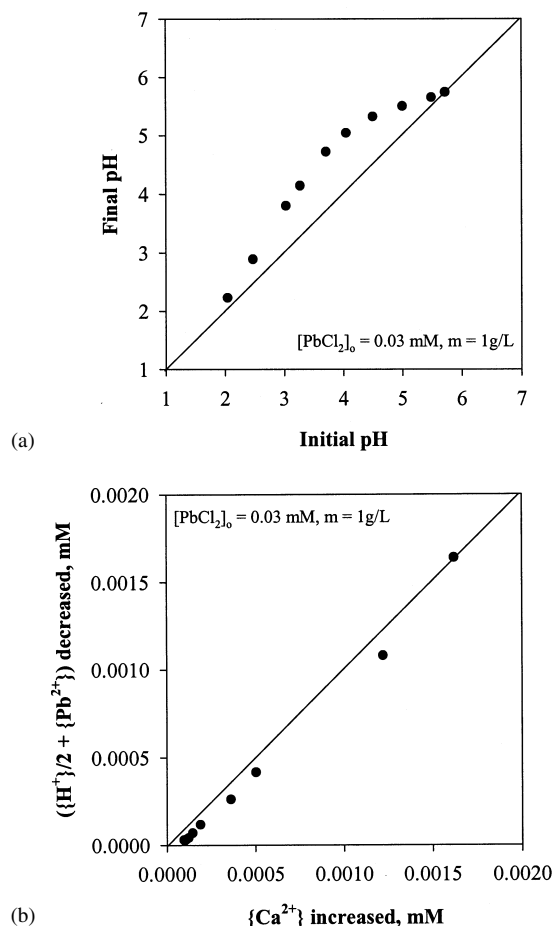 7
6
5
4
3
2
1
Final pH
[PbCl2]o = 0.03 mM, m = 1g/L
1 2 3 4 5 6 7
(a)
Initial pH
0.0020
0.0015
0.0010
0.0005
0.0000
({H+}/2 + {Pb2+}) decreased, mM
[PbCl2]o = 0.03 mM, m = 1g/L
0.0000 0.0005 0.0010 0.0015 0.0020
(b)
{Ca2+} increased, mM